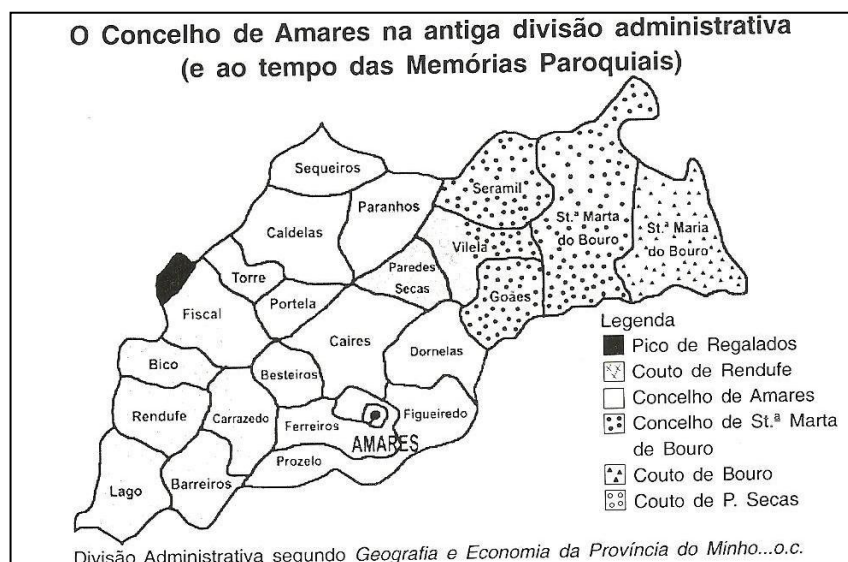 O Concelho de Amares na antiga divisão administrativa
(e ao tempo das Memórias Paroquiais)
Sequeiros
Seramil
Paranhos
St.ª Marta
do Bouro
Caldelas
St.ª Maria
do Bouro
Vilela
Torre
Paredes
Secas
Goães
Portela
Fiscal
Caires
Dornelas
Bico
Besteiros
Rendufe
Carrazedo
Ferreiros
Figueiredo
AMARES
Prozelo
Lago
Barreiros
Legenda
Pico de Regalados
Couto de Rendufe
Concelho de Amares
Concelho de St.ª Marta
de Bouro
Couto de Bouro
Couto de P. Secas
Divisão Administrativa segundo Geografia e Economia da Província do Minho...o.c.